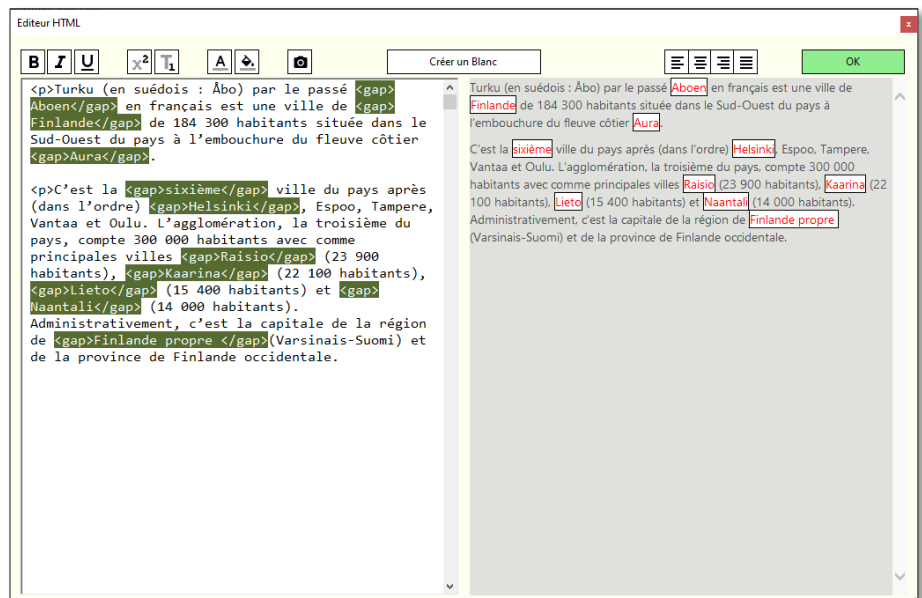 Editeur HTML
x
B I U x² T₁ A Créer un Blanc OK
<p>Turku (en suédois : Åbo) par le passé <gap>
Aboen</gap> en français est une ville de <gap>
Finlande</gap> de 184 300 habitants située dans le
Sud-Ouest du pays à l’embouchure du fleuve côtier
<gap>Aura</gap>.
<p>C’est la <gap>sixième</gap> ville du pays après
(dans l’ordre) <gap>Helsinki</gap>, Espoo, Tampere,
Vantaa et Oulu. L’agglomération, la troisième du
pays, compte 300 000 habitants avec comme
principales villes <gap>Raisio</gap> (23 900
habitants), <gap>Kaarina</gap> (22 100 habitants),
<gap>Lieto</gap> (15 400 habitants) et <gap>
Naantali</gap> (14 000 habitants).
Administrativement, c’est la capitale de la région
de <gap>Finlande propre </gap>(Varsinais-Suomi) et
de la province de Finlande occidentale.
Turku (en suédois : Åbo) par le passé Aboen en français est une ville de
Finlande de 184 300 habitants située dans le Sud-Ouest du pays à
l’embouchure du fleuve côtier Aura.
C’est la sixième ville du pays après (dans l’ordre) Helsinki, Espoo, Tampere,
Vantaa et Oulu. L’agglomération, la troisième du pays, compte 300 000
habitants avec comme principales villes Raisio (23 900 habitants), Kaarina (22
100 habitants), Lieto (15 400 habitants) et Naantali (14 000 habitants).
Administrativement, c’est la capitale de la région de Finlande propre
(Varsinais-Suomi) et de la province de Finlande occidentale.